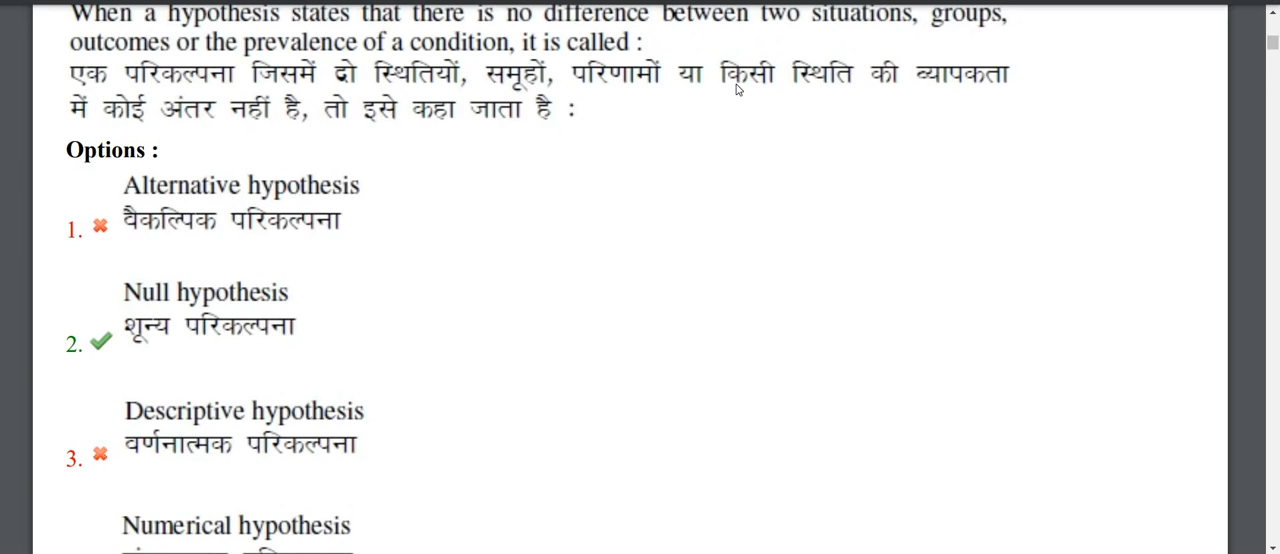 When a hypothesis states that there is no difference between two situations, groups,
outcomes or the prevalence of a condition, it is called :
एक परिकल्पना जिसमें दो स्थितियों, समूहों, परिणामों या किसी स्थिति की व्यापकता
में कोई अंतर नहीं है, तो इसे कहा जाता है :
Options :
Alternative hypothesis
वैकल्पिक परिकल्पना
1.
Null hypothesis
शून्य परिकल्पना
2.
Descriptive hypothesis
वर्णनात्मक परिकल्पना
3.
Numerical hypothesis